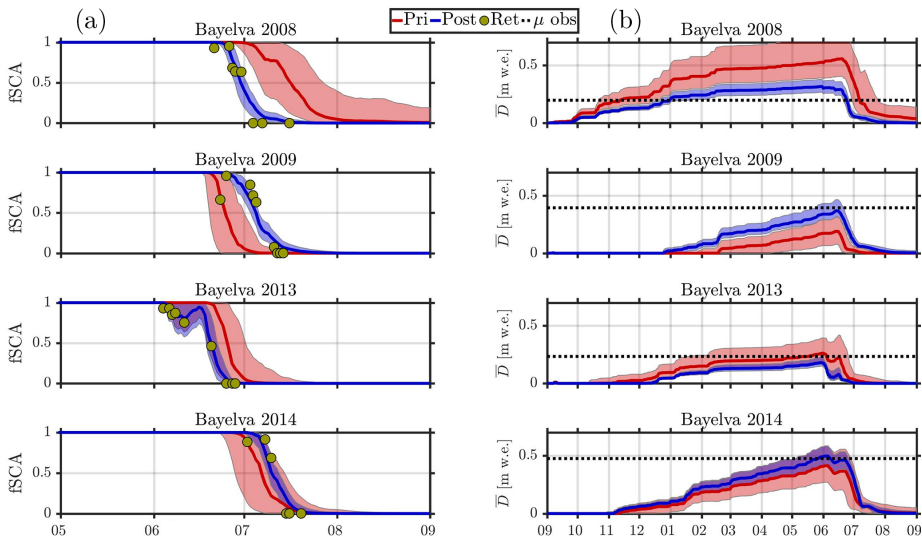 (a)
Pri Post Ret μ obs
(b)
Bayelva 2008
fSCA
1
0.5
0
Bayelva 2009
fSCA
1
0.5
0
Bayelva 2013
fSCA
1
0.5
0
Bayelva 2014
fSCA
1
0.5
0
05 06 07 08 09
Bayelva 2008
D̅ [m w.e.]
0.5
0
Bayelva 2009
D̅ [m w.e.]
0.5
0
Bayelva 2013
D̅ [m w.e.]
0.5
0
Bayelva 2014
D̅ [m w.e.]
0.5
0
09 10 11 12 01 02 03 04 05 06 07 08 09